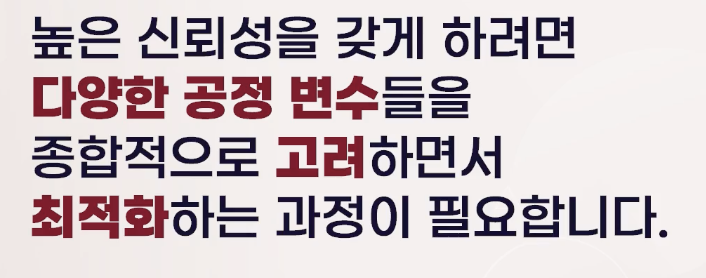 높은 신뢰성을 갖게 하려면
다양한 공정 변수들을
종합적으로 고려하면서
최적화하는 과정이 필요합니다.